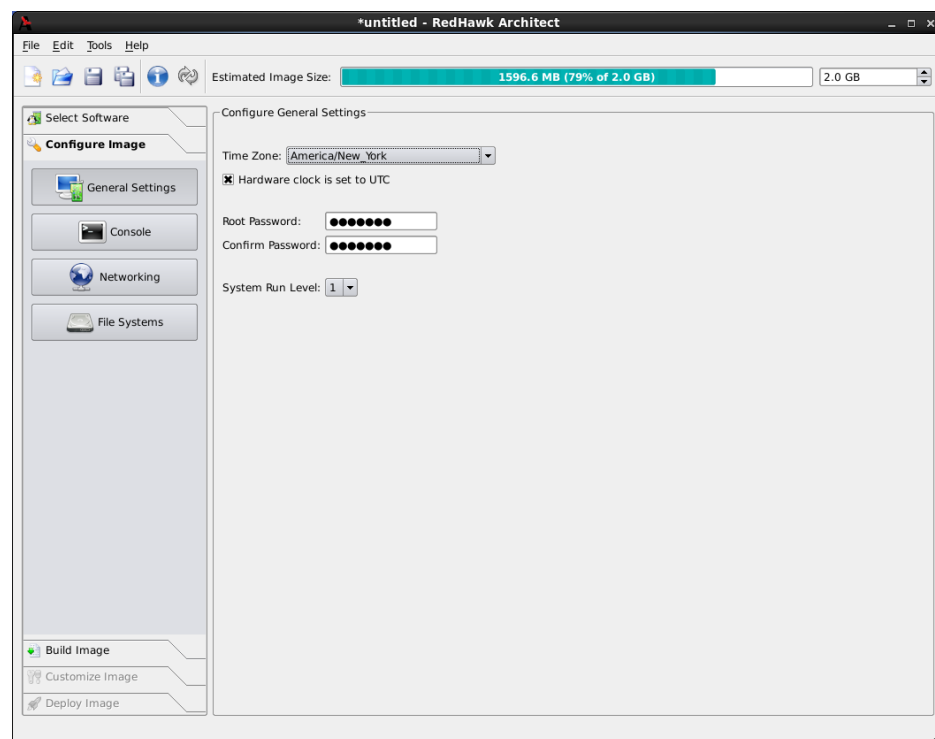 *untitled - RedHawk Architect
File Edit Tools Help
Estimated Image Size: 1596.6 MB (79% of 2.0 GB) 2.0 GB
Select Software
Configure Image
General Settings
Console
Networking
File Systems
Build Image
Customize Image
Deploy Image
Configure General Settings
Time Zone: America/New_York
Hardware clock is set to UTC
Root Password: ●●●●●●●
Confirm Password: ●●●●●●●
System Run Level: 1